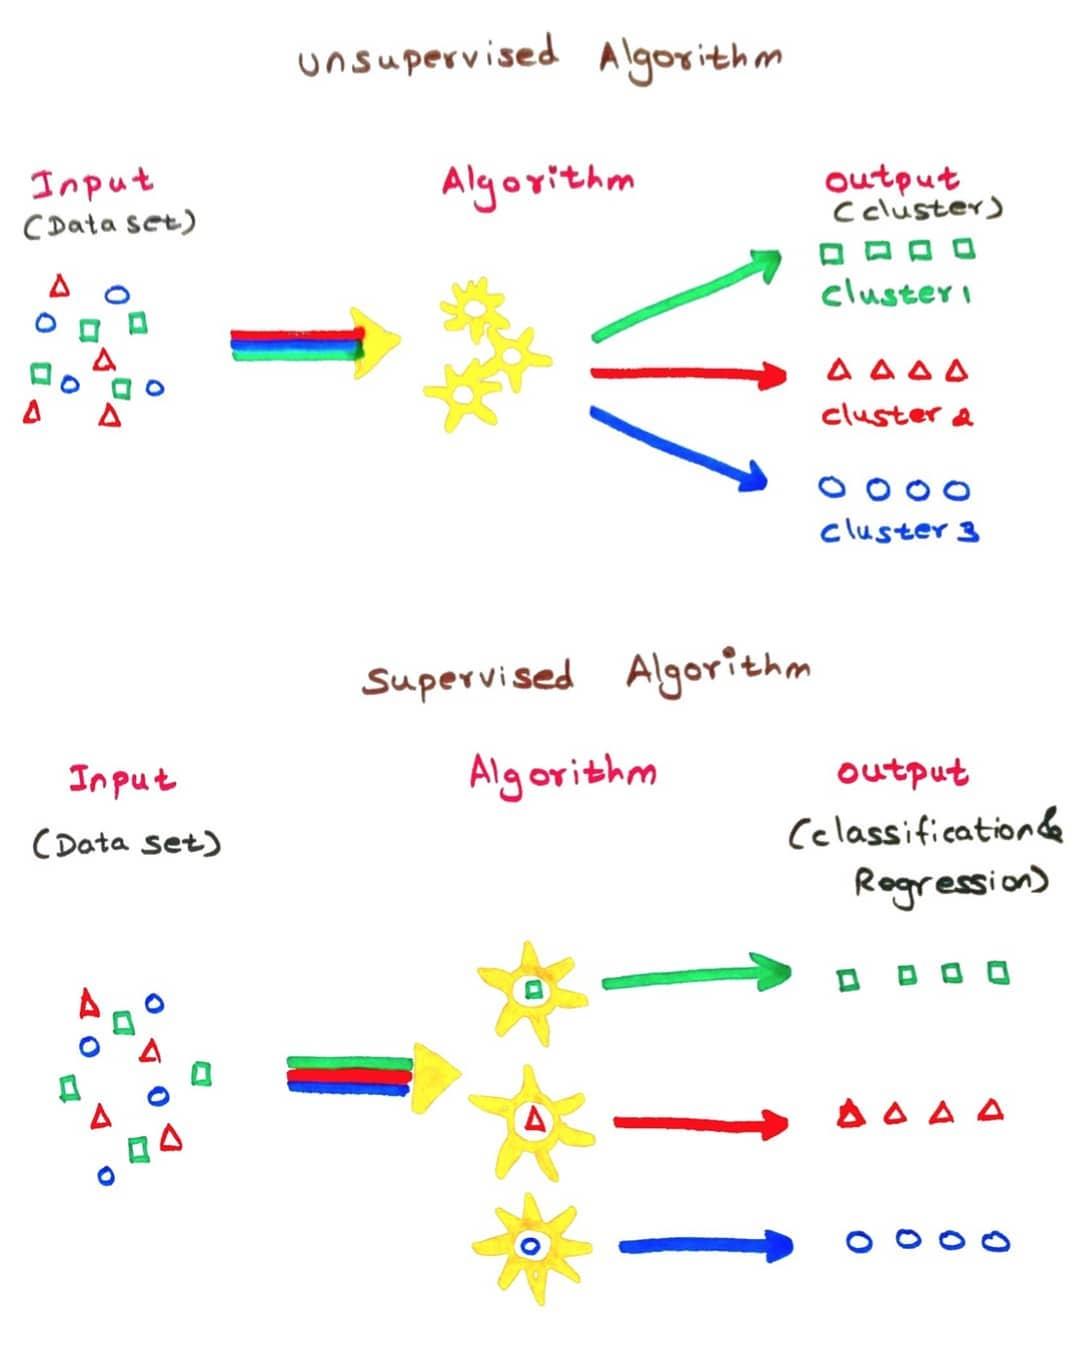 Unsupervised Algorithm
Input
(Data set)
Algorithm
output
(cluster)
cluster 1
cluster 2
cluster 3
Supervised Algorithm
Input
(Data set)
Algorithm
output
(classification &
Regression)